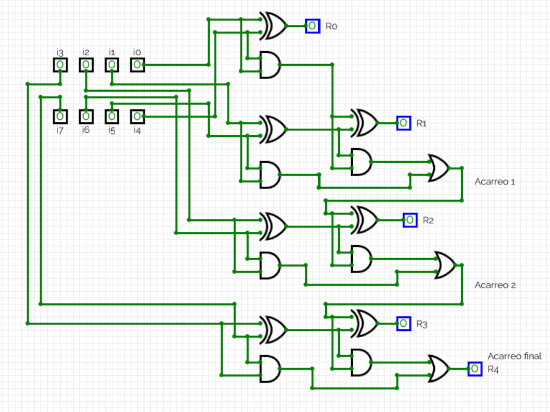 R0
i3 i2 i1 i0
0 0 0 0
0 0 0 0
i7 i6 i5 i4
0
R1
0
Acarreo 1
R2
0
Acarreo 2
R3
0
Acarreo final
R4
0